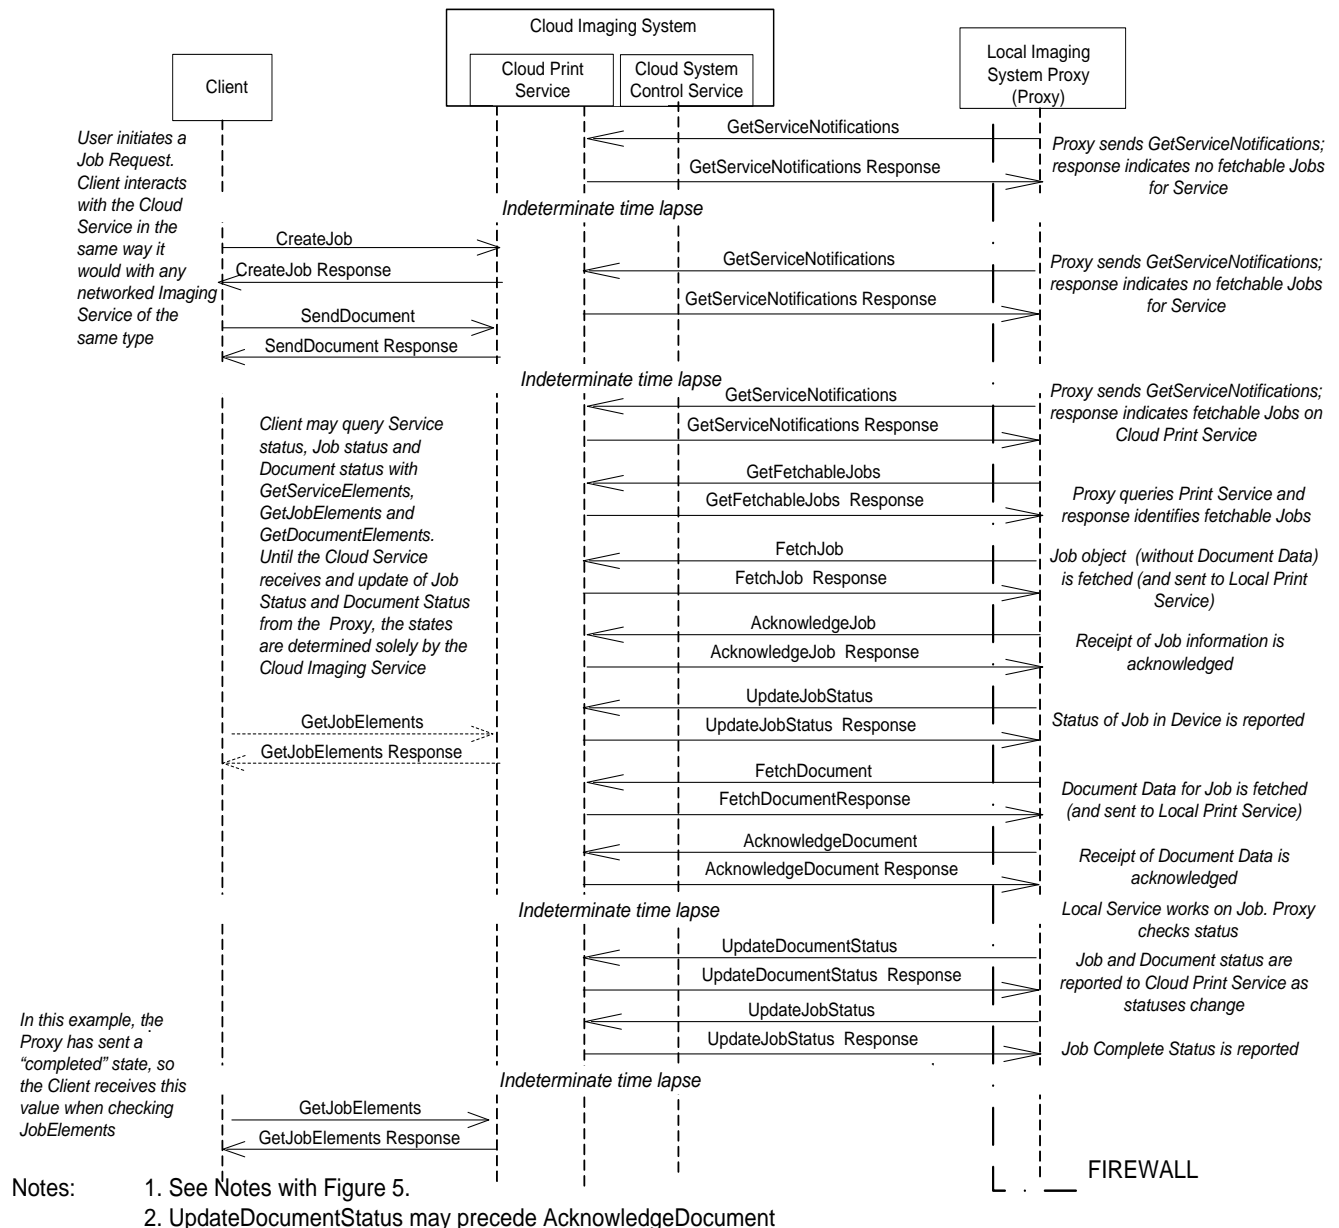 Cloud Imaging System
Client
Cloud Print
Service
Cloud System
Control Service
Local Imaging
System Proxy
(Proxy)
User initiates a
Job Request.
Client interacts
with the Cloud
Service in the
same way it
would with any
networked Imaging
Service of the
same type
GetServiceNotifications
GetServiceNotifications Response
Proxy sends GetServiceNotifications;
response indicates no fetchable Jobs
for Service
Indeterminate time lapse
CreateJob
CreateJob Response
SendDocument
SendDocument Response
GetServiceNotifications
GetServiceNotifications Response
Proxy sends GetServiceNotifications;
response indicates no fetchable Jobs
for Service
Indeterminate time lapse
GetServiceNotifications
GetServiceNotifications Response
Proxy sends GetServiceNotifications;
response indicates fetchable Jobs on
Cloud Print Service
Client may query Service
status, Job status and
Document status with
GetServiceElements,
GetJobElements and
GetDocumentElements.
Until the Cloud Service
receives and update of Job
Status and Document Status
from the Proxy, the states
are determined solely by the
Cloud Imaging Service
GetFetchableJobs
GetFetchableJobs Response
Proxy queries Print Service and
response identifies fetchable Jobs
FetchJob
FetchJob Response
Job object (without Document Data)
is fetched (and sent to Local Print
Service)
AcknowledgeJob
AcknowledgeJob Response
Receipt of Job information is
acknowledged
UpdateJobStatus
UpdateJobStatus Response
Status of Job in Device is reported
GetJobElements
GetJobElements Response
FetchDocument
FetchDocumentResponse
Document Data for Job is fetched
(and sent to Local Print Service)
AcknowledgeDocument
AcknowledgeDocument Response
Receipt of Document Data is
acknowledged
Indeterminate time lapse
Local Service works on Job. Proxy
checks status
UpdateDocumentStatus
UpdateDocumentStatus Response
Job and Document status are
reported to Cloud Print Service as
statuses change
UpdateJobStatus
UpdateJobStatus Response
Job Complete Status is reported
In this example, the
Proxy has sent a
“completed” state, so
the Client receives this
value when checking
JobElements
Indeterminate time lapse
GetJobElements
GetJobElements Response
FIREWALL
Notes: 1. See Notes with Figure 5.
2. UpdateDocumentStatus may precede AcknowledgeDocument